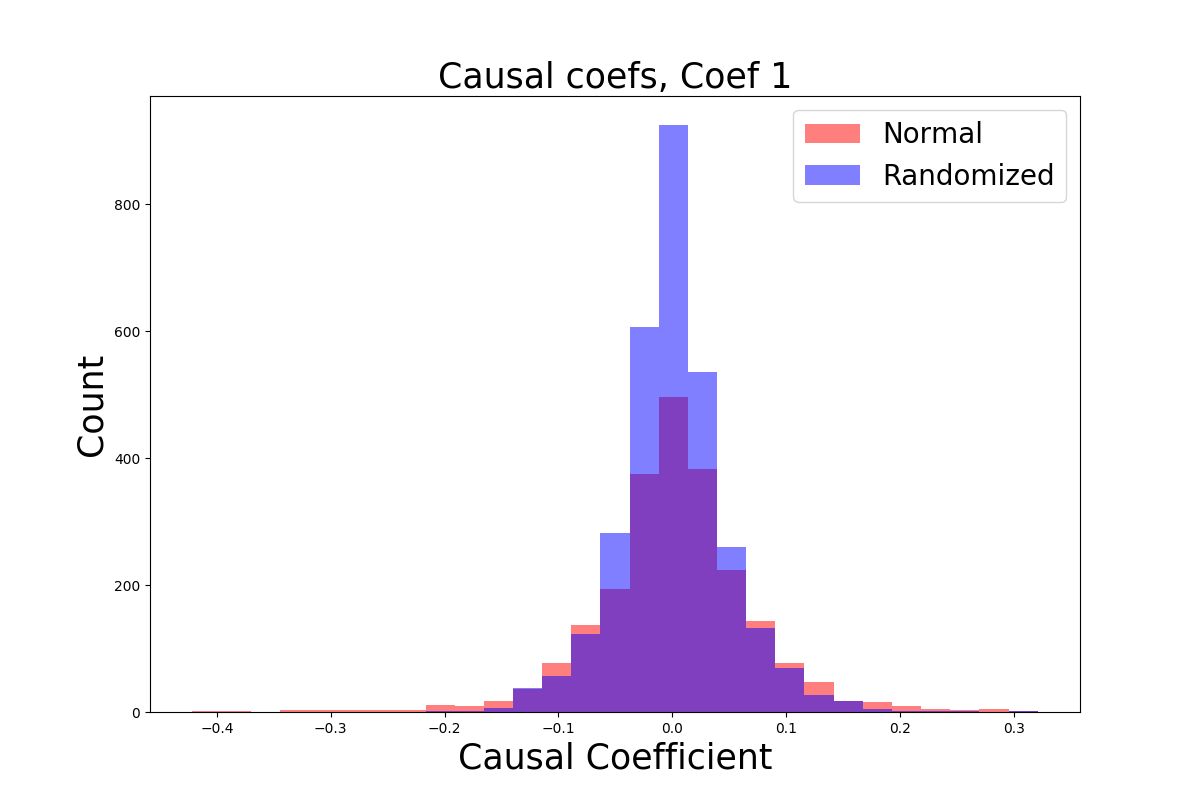 Causal coefs, Coef 1
Normal
Randomized
Count
800
600
400
200
0
−0.4 −0.3 −0.2 −0.1 0.0 0.1 0.2 0.3
Causal Coefficient